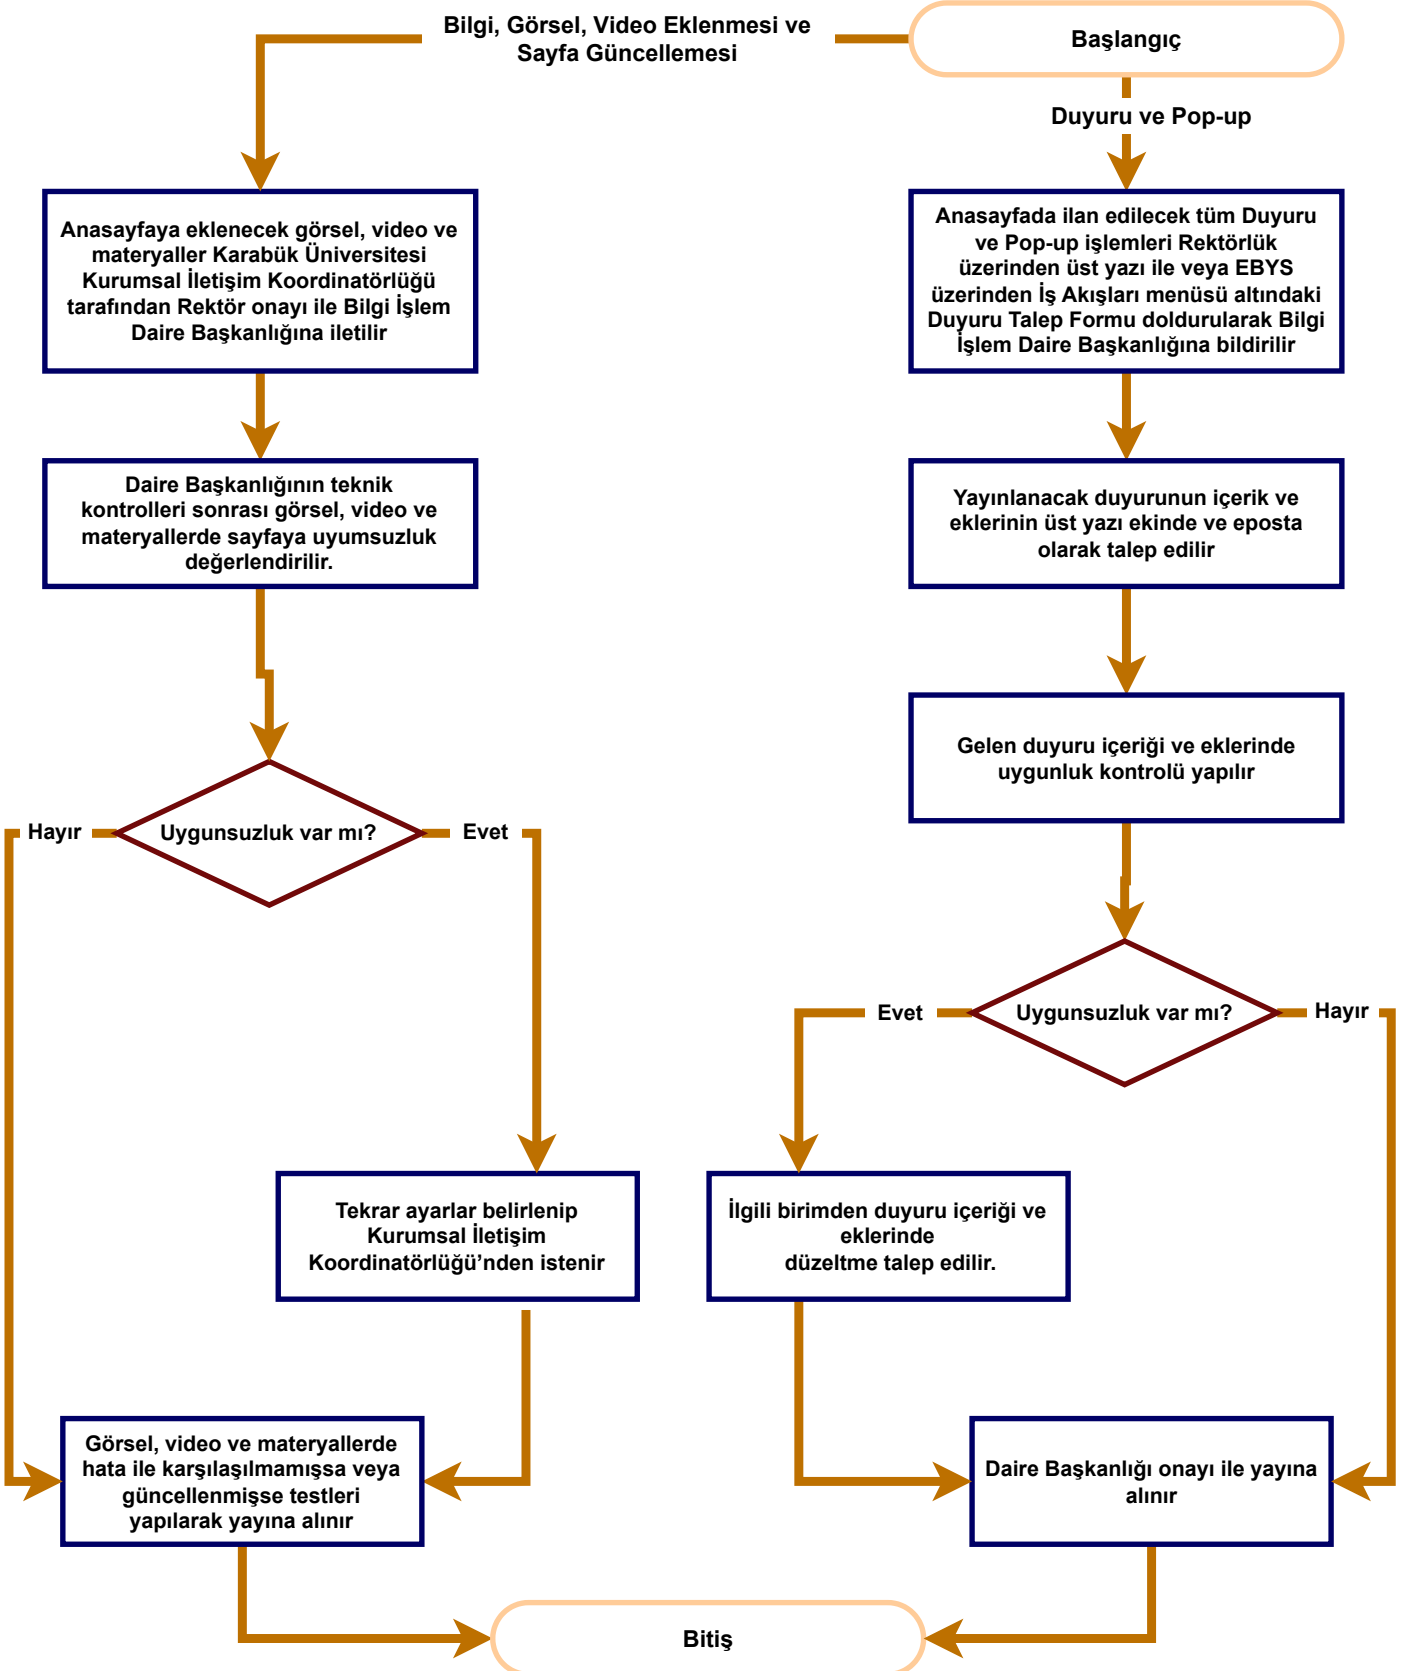 Bilgi, Görsel, Video Eklenmesi ve
Sayfa Güncellemesi
Başlangıç
Duyuru ve Pop-up
Anasayfaya eklenecek görsel, video ve
materyaller Karabük Üniversitesi
Kurumsal İletişim Koordinatörlüğü
tarafından Rektör onayı ile Bilgi İşlem
Daire Başkanlığına iletilir
Anasayfada ilan edilecek tüm Duyuru
ve Pop-up işlemleri Rektörlük
üzerinden üst yazı ile veya EBYS
üzerinden İş Akışları menüsü altındaki
Duyuru Talep Formu doldurularak Bilgi
İşlem Daire Başkanlığına bildirilir
Daire Başkanlığının teknik
kontrolleri sonrası görsel, video ve
materyallerde sayfaya uyumsuzluk
değerlendirilir.
Yayınlanacak duyurunun içerik ve
eklerinin üst yazı ekinde ve eposta
olarak talep edilir
Gelen duyuru içeriği ve eklerinde
uygunluk kontrolü yapılır
Hayır
Uygunsuzluk var mı?
Evet
Evet
Uygunsuzluk var mı?
Hayır
Tekrar ayarlar belirlenip
Kurumsal İletişim
Koordinatörlüğü’nden istenir
İlgili birimden duyuru içeriği ve
eklerinde
düzeltme talep edilir.
Görsel, video ve materyallerde
hata ile karşılaşılmamışsa veya
güncellenmişse testleri
yapılarak yayına alınır
Daire Başkanlığı onayı ile yayına
alınır
Bitiş